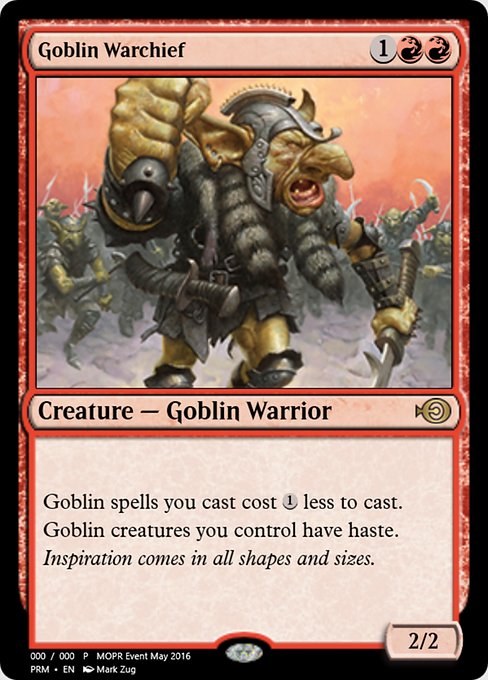 Goblin Warchief 1
Creature — Goblin Warrior
Goblin spells you cast cost 1 less to cast.
Goblin creatures you control have haste.
Inspiration comes in all shapes and sizes.
2/2
000 / 000 P MOPR Event May 2016
PRM • EN Mark Zug